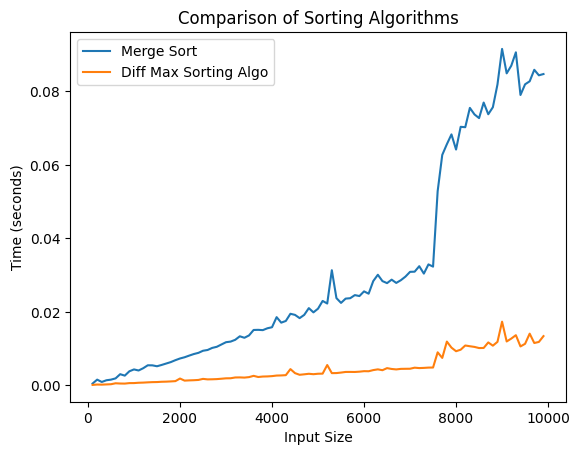 Comparison of Sorting Algorithms
Merge Sort
Diff Max Sorting Algo
0.08
0.06
0.04
0.02
0.00
Time (seconds)
0
2000
4000
6000
8000
10000
Input Size